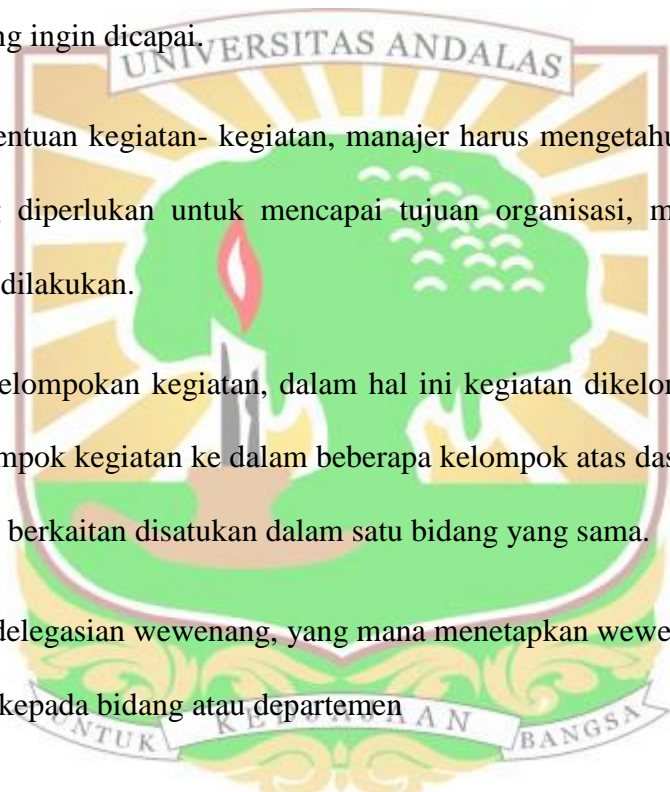 ng ingin dicapai.
UNIVERSITAS ANDALAS
entuan kegiatan- kegiatan, manajer harus mengetahu
diperlukan untuk mencapai tujuan organisasi, m
dilakukan.
elompokan kegiatan, dalam hal ini kegiatan dikelor
mpok kegiatan ke dalam beberapa kelompok atas das
berkaitan disatukan dalam satu bidang yang sama.
delegasian wewenang, yang mana menetapkan wewe
kepada bidang atau departemen
UNTUK KEDJAJAAN BANGSA